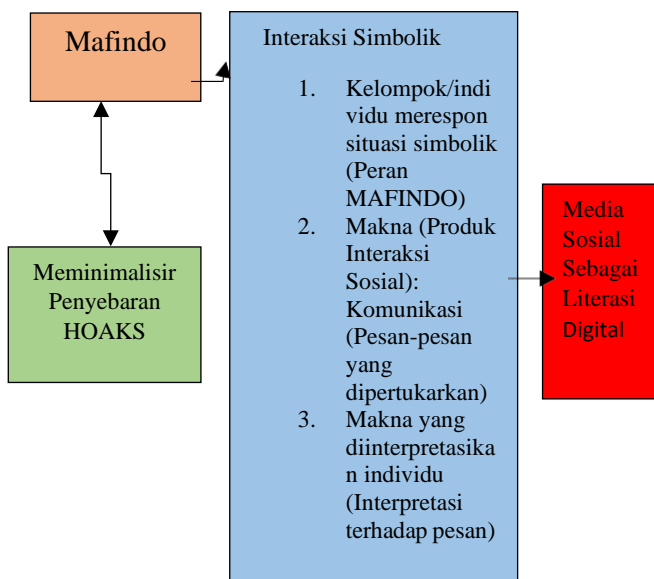 Mafindo
Meminimalisir
Penyebaran
HOAKS
Interaksi Simbolik
1. Kelompok/indi
vidu merespon
situasi simbolik
(Peran
MAFINDO)
2. Makna (Produk
Interaksi
Sosial):
Komunikasi
(Pesan-pesan
yang
dipertukarkan)
3. Makna yang
diinterpretasika
n individu
(Interpretasi
terhadap pesan)
Media
Sosial
Sebagai
Literasi
Digital